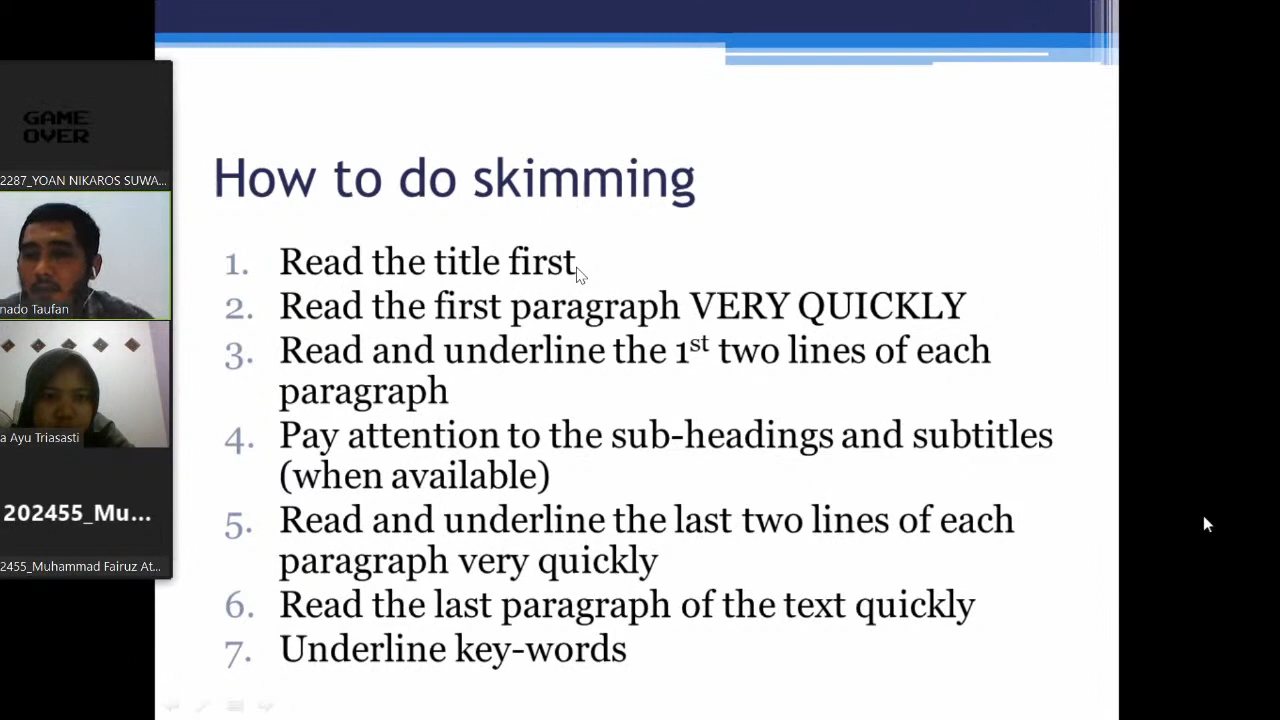 GAME
OVER
2287_YOAN NIKAROS SUWA...
nado Taufan
a Ayu Triasasti
202455_Mu...
2455_Muhammad Fairuz At...
How to do skimming
1. Read the title first
2. Read the first paragraph VERY QUICKLY
3. Read and underline the 1st two lines of each
paragraph
4. Pay attention to the sub-headings and subtitles
(when available)
5. Read and underline the last two lines of each
paragraph very quickly
6. Read the last paragraph of the text quickly
7. Underline key-words